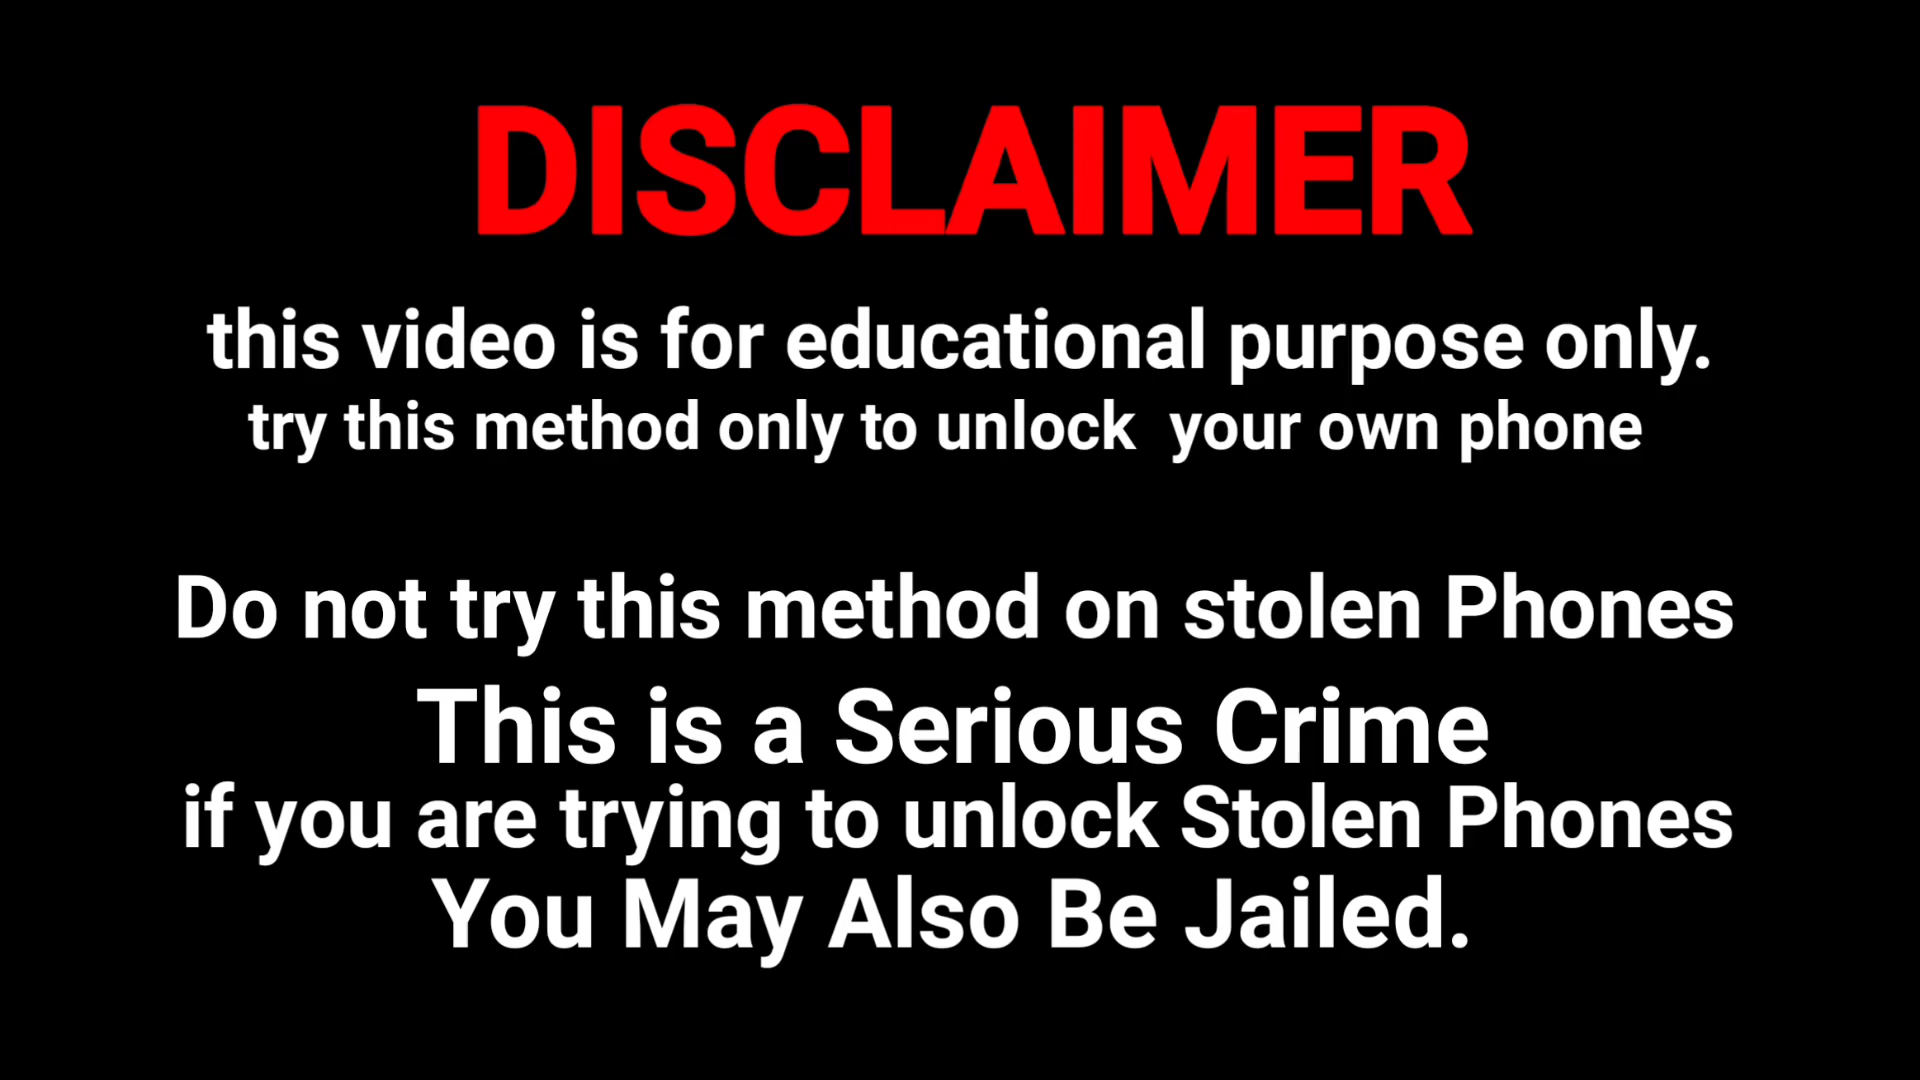 DISCLAIMER
this video is for educational purpose only.
try this method only to unlock  your own phone
Do not try this method on stolen Phones
This is a Serious Crime
if you are trying to unlock Stolen Phones
You May Also Be Jailed.